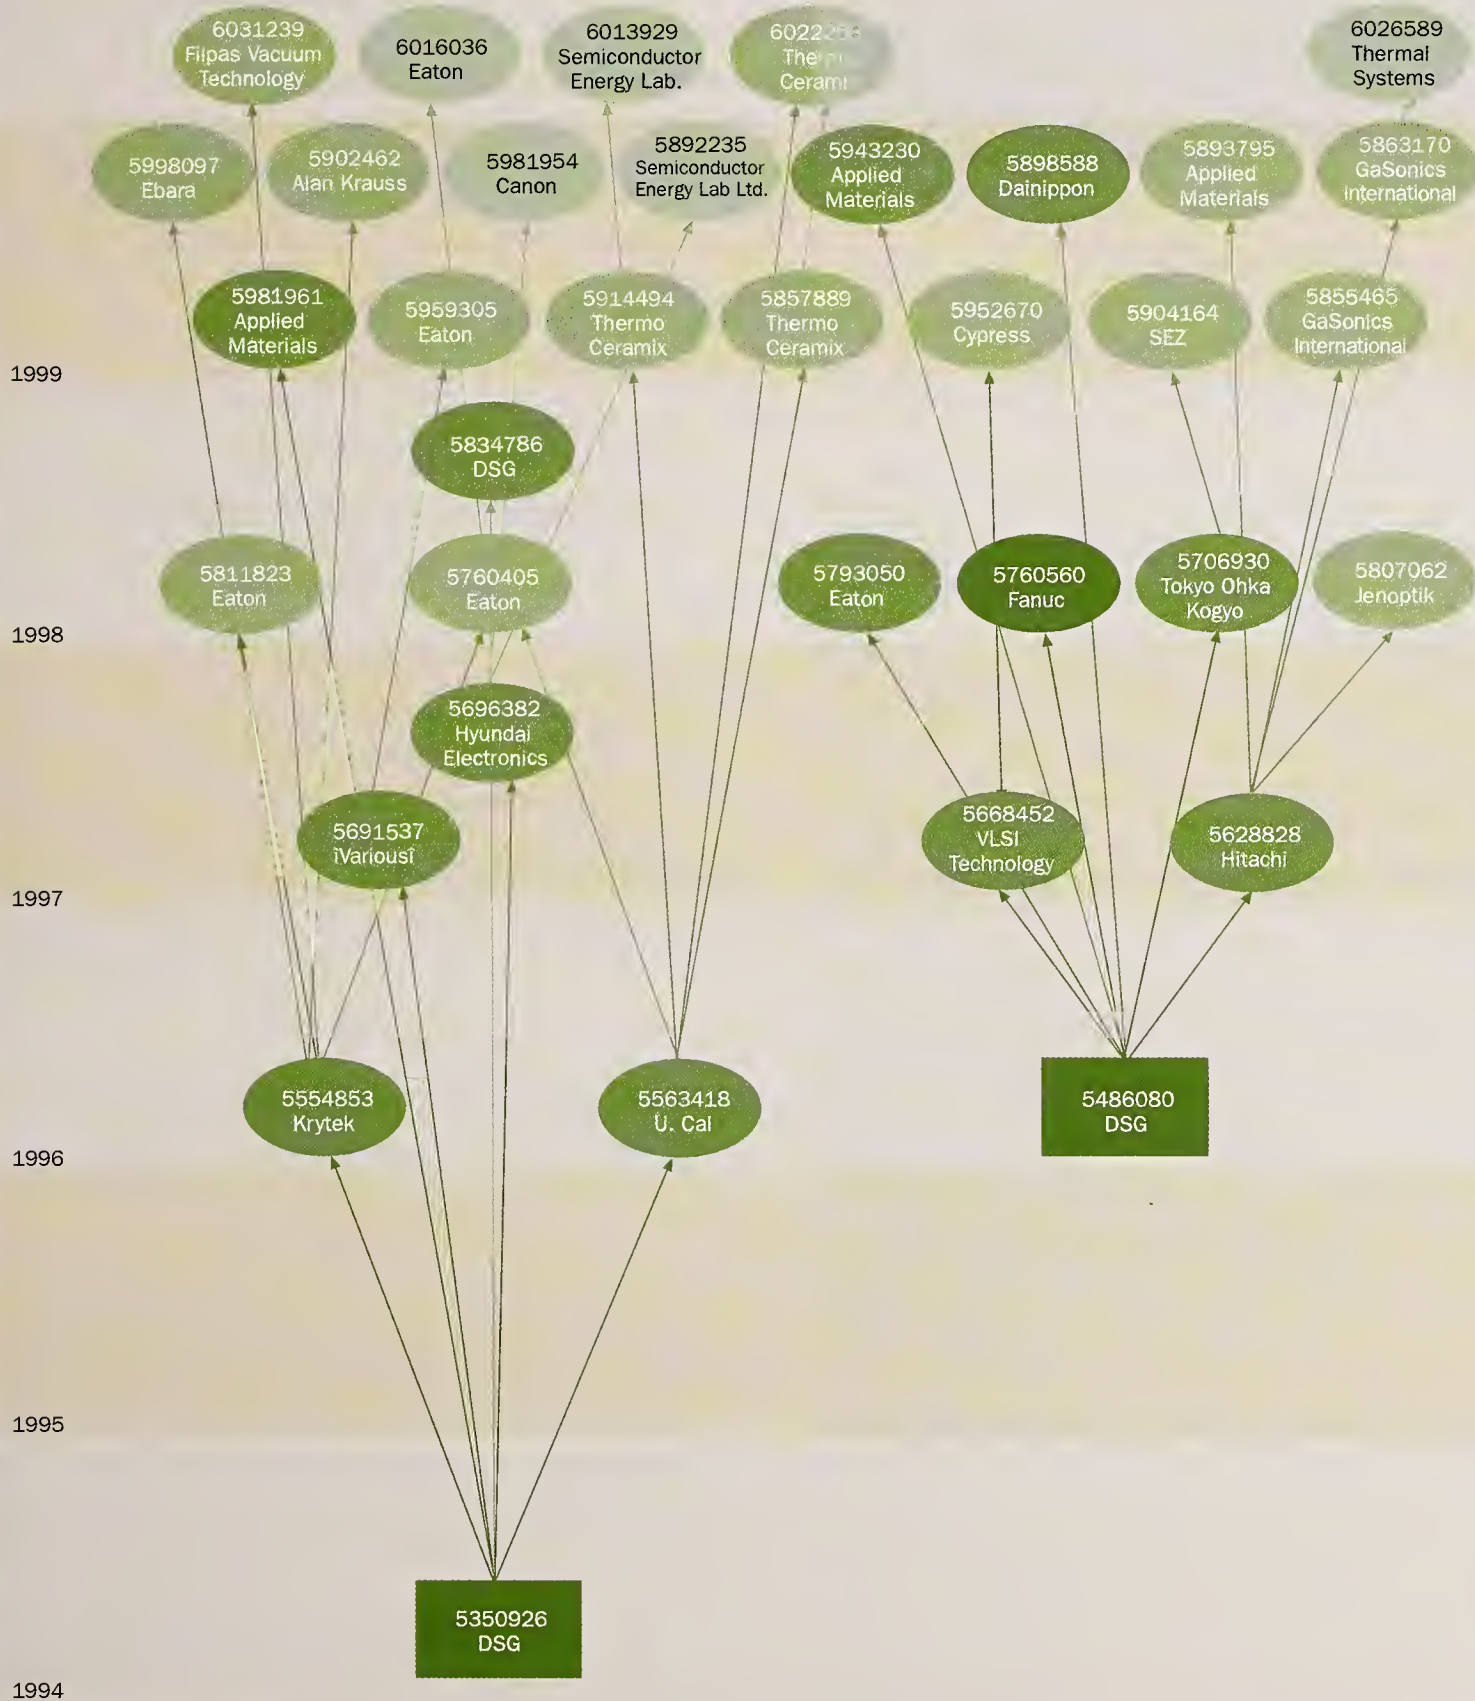 6031239
Filpas Vacuum
Technology
6016036
Eaton
6013929
Semiconductor
Energy Lab.
Ceramix
6026589
Thermal
Systems
5998097
Ebara
5902462
Alan Krauss
5981954
Canon
5892235
Semiconductor
Energy Lab Ltd.
5943230
Applied
Materials
5898588
Dainippon
5893795
Applied
Materials
5863170
GaSonics
International
5981961
Applied
Materials
5959305
Eaton
5914494
Thermo
Ceramix
5857889
Thermo
Ceramix
5952670
Cypress
5904164
SEZ
5855465
GaSonics
International
1999
5834786
DSG
5811823
Eaton
5760405
Eaton
5793050
Eaton
5760560
Fanuc
5706930
Tokyo Ohka
Kogyo
5807062
Jenoptik
1998
5696382
Hyundai
Electronics
5691537
îVariousî
5668452
VLSI
Technology
5628828
Hitachi
1997
5554853
Krytek
5563418
U. Cal
5486080
DSG
1996
1995
5350926
DSG
1994